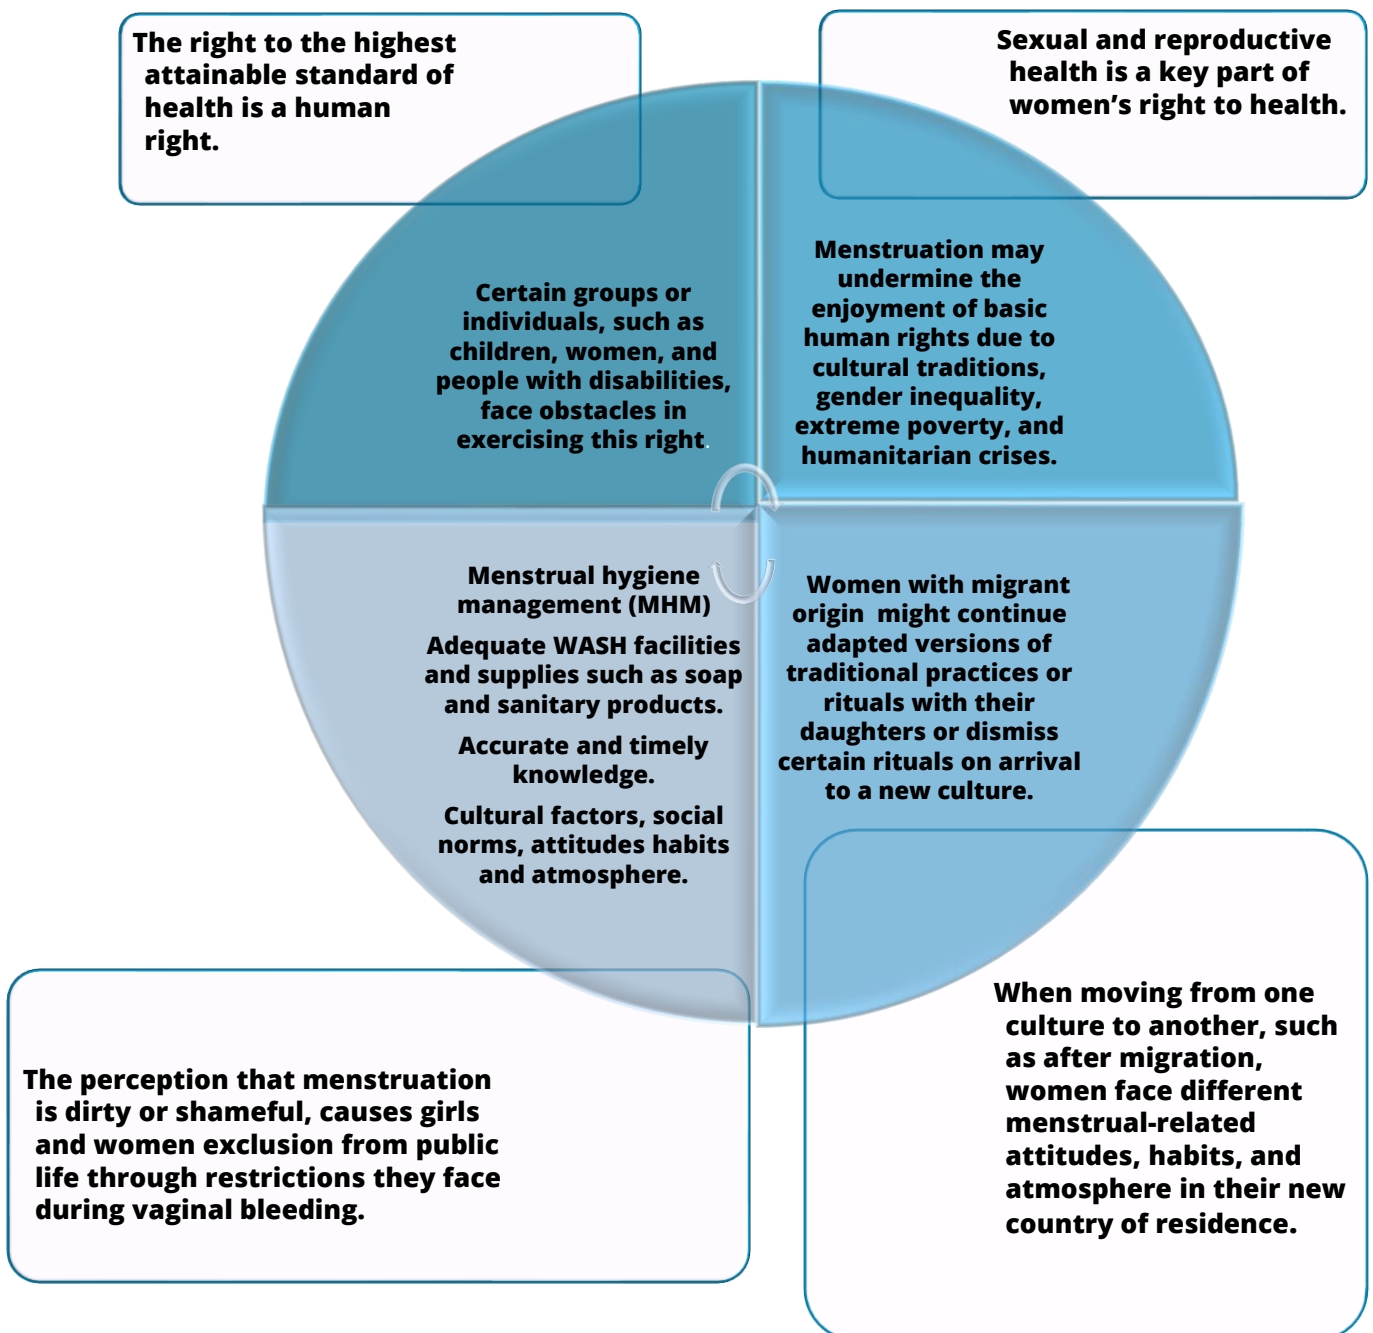 The right to the highest
attainable standard of
health is a human
right.
Sexual and reproductive
health is a key part of
women’s right to health.
Certain groups or
individuals, such as
children, women, and
people with disabilities,
face obstacles in
exercising this right.
Menstruation may
undermine the
enjoyment of basic
human rights due to
cultural traditions,
gender inequality,
extreme poverty, and
humanitarian crises.
Menstrual hygiene
management (MHM)
Adequate WASH facilities
and supplies such as soap
and sanitary products.
Accurate and timely
knowledge.
Cultural factors, social
norms, attitudes habits
and atmosphere.
Women with migrant
origin  might continue
adapted versions of
traditional practices or
rituals with their
daughters or dismiss
certain rituals on arrival
to a new culture.
The perception that menstruation
is dirty or shameful, causes girls
and women exclusion from public
life through restrictions they face
during vaginal bleeding.
When moving from one
culture to another, such
as after migration,
women face different
menstrual-related
attitudes, habits, and
atmosphere in their new
country of residence.